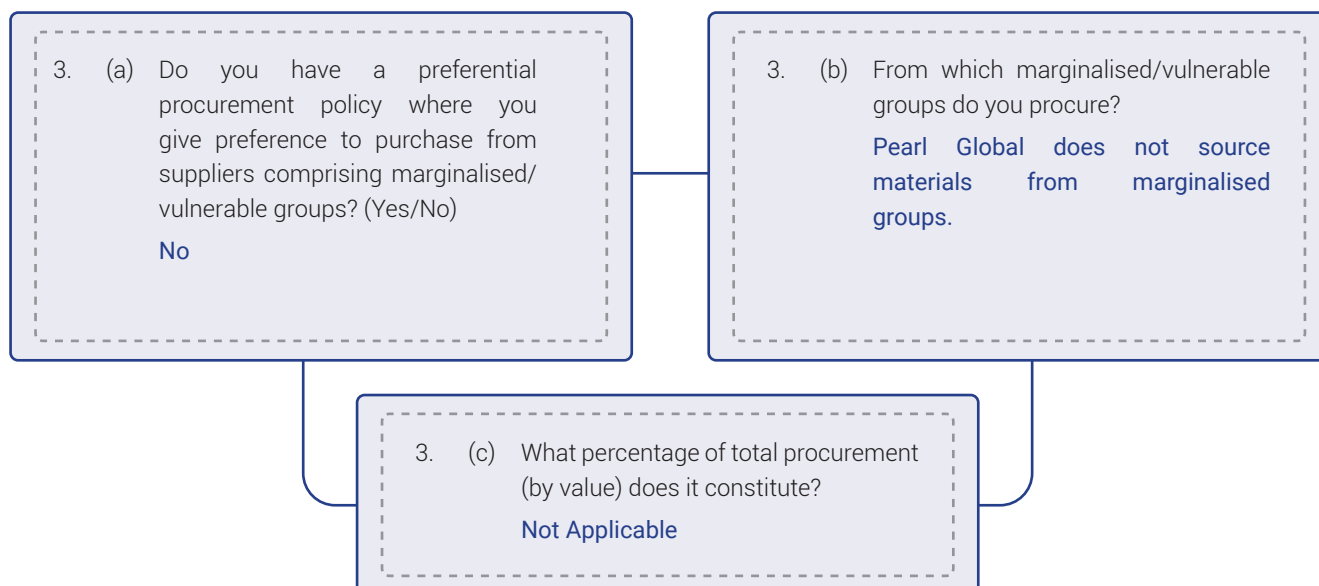 3. (a) Do you have a preferential
procurement policy where you
give preference to purchase from
suppliers comprising marginalised/
vulnerable groups? (Yes/No)
No
3. (b) From which marginalised/vulnerable
groups do you procure?
Pearl Global does not source
materials from marginalised
groups.
3. (c) What percentage of total procurement
(by value) does it constitute?
Not Applicable